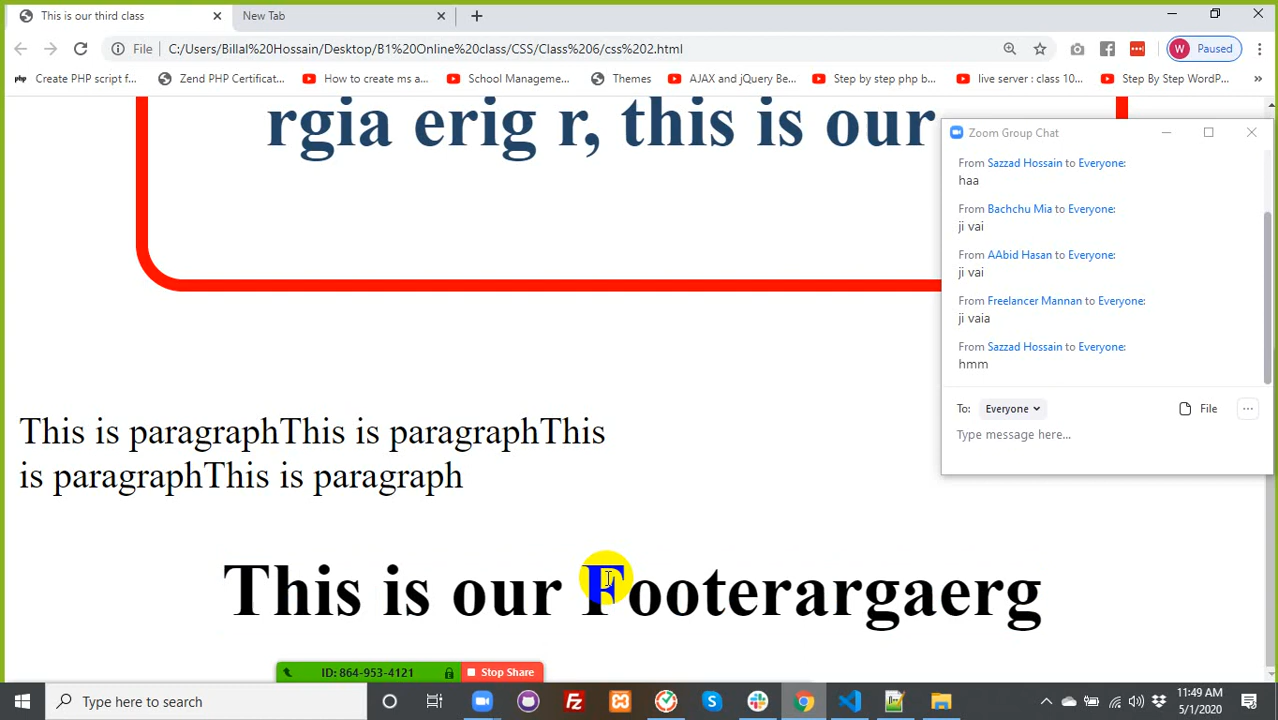 This is our third class
New Tab
File
C:/Users/Billal%20Hossain/Desktop/B1%20Online%20class/CSS/Class%206/css%202.html
W Paused
php Create PHP script f...
Zend PHP Certificat...
How to create ms a...
School Manageme...
Themes
AJAX and jQuery Be...
Step by step php b...
live server : class 10...
Step By Step WordP...
»
rgia erig r, this is our
Zoom Group Chat
From Sazzad Hossain to Everyone:
haa
From Bachchu Mia to Everyone:
ji vai
From AAbid Hasan to Everyone:
ji vai
From Freelancer Mannan to Everyone:
ji vaia
From Sazzad Hossain to Everyone:
hmm
To: Everyone
File
Type message here...
This is paragraphThis is paragraphThis
is paragraphThis is paragraph
This is our Footerargaerg
ID: 864-953-4121
Stop Share
Type here to search
11:49 AM
5/1/2020